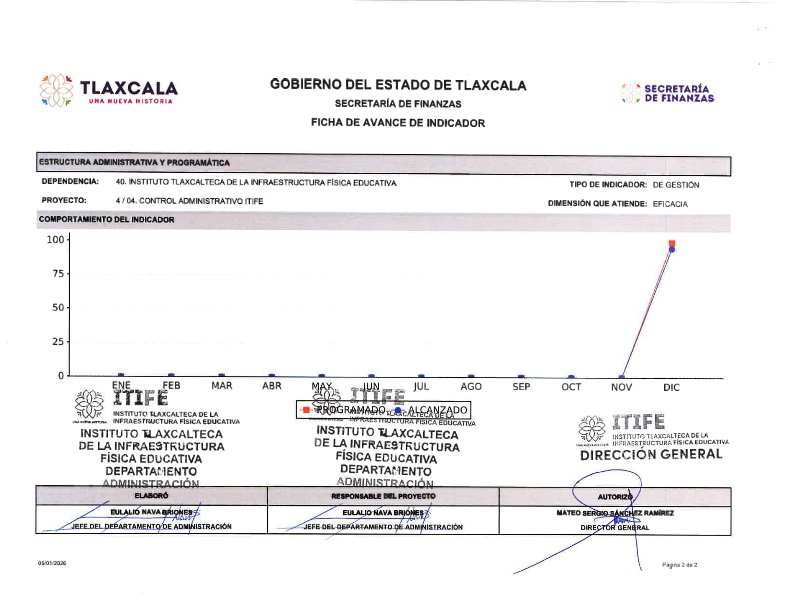 TLAXCALA
UNA NUEVA HISTORIA
GOBIERNO DEL ESTADO DE TLAXCALA
SECRETARÍA DE FINANZAS
FICHA DE AVANCE DE INDICADOR
SECRETARÍA
DE FINANZAS
ESTRUCTURA ADMINISTRATIVA Y PROGRAMÁTICA
DEPENDENCIA: 40. INSTITUTO TLAXCALTECA DE LA INFRAESTRUCTURA FÍSICA EDUCATIVA
TIPO DE INDICADOR: DE GESTIÓN
PROYECTO: 4 / 04. CONTROL ADMINISTRATIVO ITIFE
DIMENSIÓN QUE ATIENDE: EFICACIA
COMPORTAMIENTO DEL INDICADOR
100
75
50
25
0
ENE FEB MAR ABR MAY JUN JUL AGO SEP OCT NOV DIC
PROGRAMADO ALCANZADO
ITIFE
INSTITUTO TLAXCALTECA DE LA
INFRAESTRUCTURA FÍSICA EDUCATIVA
INSTITUTO TLAXCALTECA
DE LA INFRAESTRUCTURA
FÍSICA EDUCATIVA
DEPARTAMENTO
ADMINISTRACIÓN
ITIFE
INSTITUTO TLAXCALTECA DE LA
INFRAESTRUCTURA FÍSICA EDUCATIVA
INSTITUTO TLAXCALTECA
DE LA INFRAESTRUCTURA
FÍSICA EDUCATIVA
DEPARTAMENTO
ADMINISTRACIÓN
ITIFE
INSTITUTO TLAXCALTECA DE LA
INFRAESTRUCTURA FÍSICA EDUCATIVA
DIRECCIÓN GENERAL
ELABORÓ
EULALIO NAVA BRIONES
JEFE DEL DEPARTAMENTO DE ADMINISTRACIÓN
RESPONSABLE DEL PROYECTO
EULALIO NAVA BRIONES
JEFE DEL DEPARTAMENTO DE ADMINISTRACIÓN
AUTORIZÓ
MATEO SERGIO SÁNCHEZ RAMÍREZ
DIRECTOR GENERAL
05/01/2026
Página 2 de 2